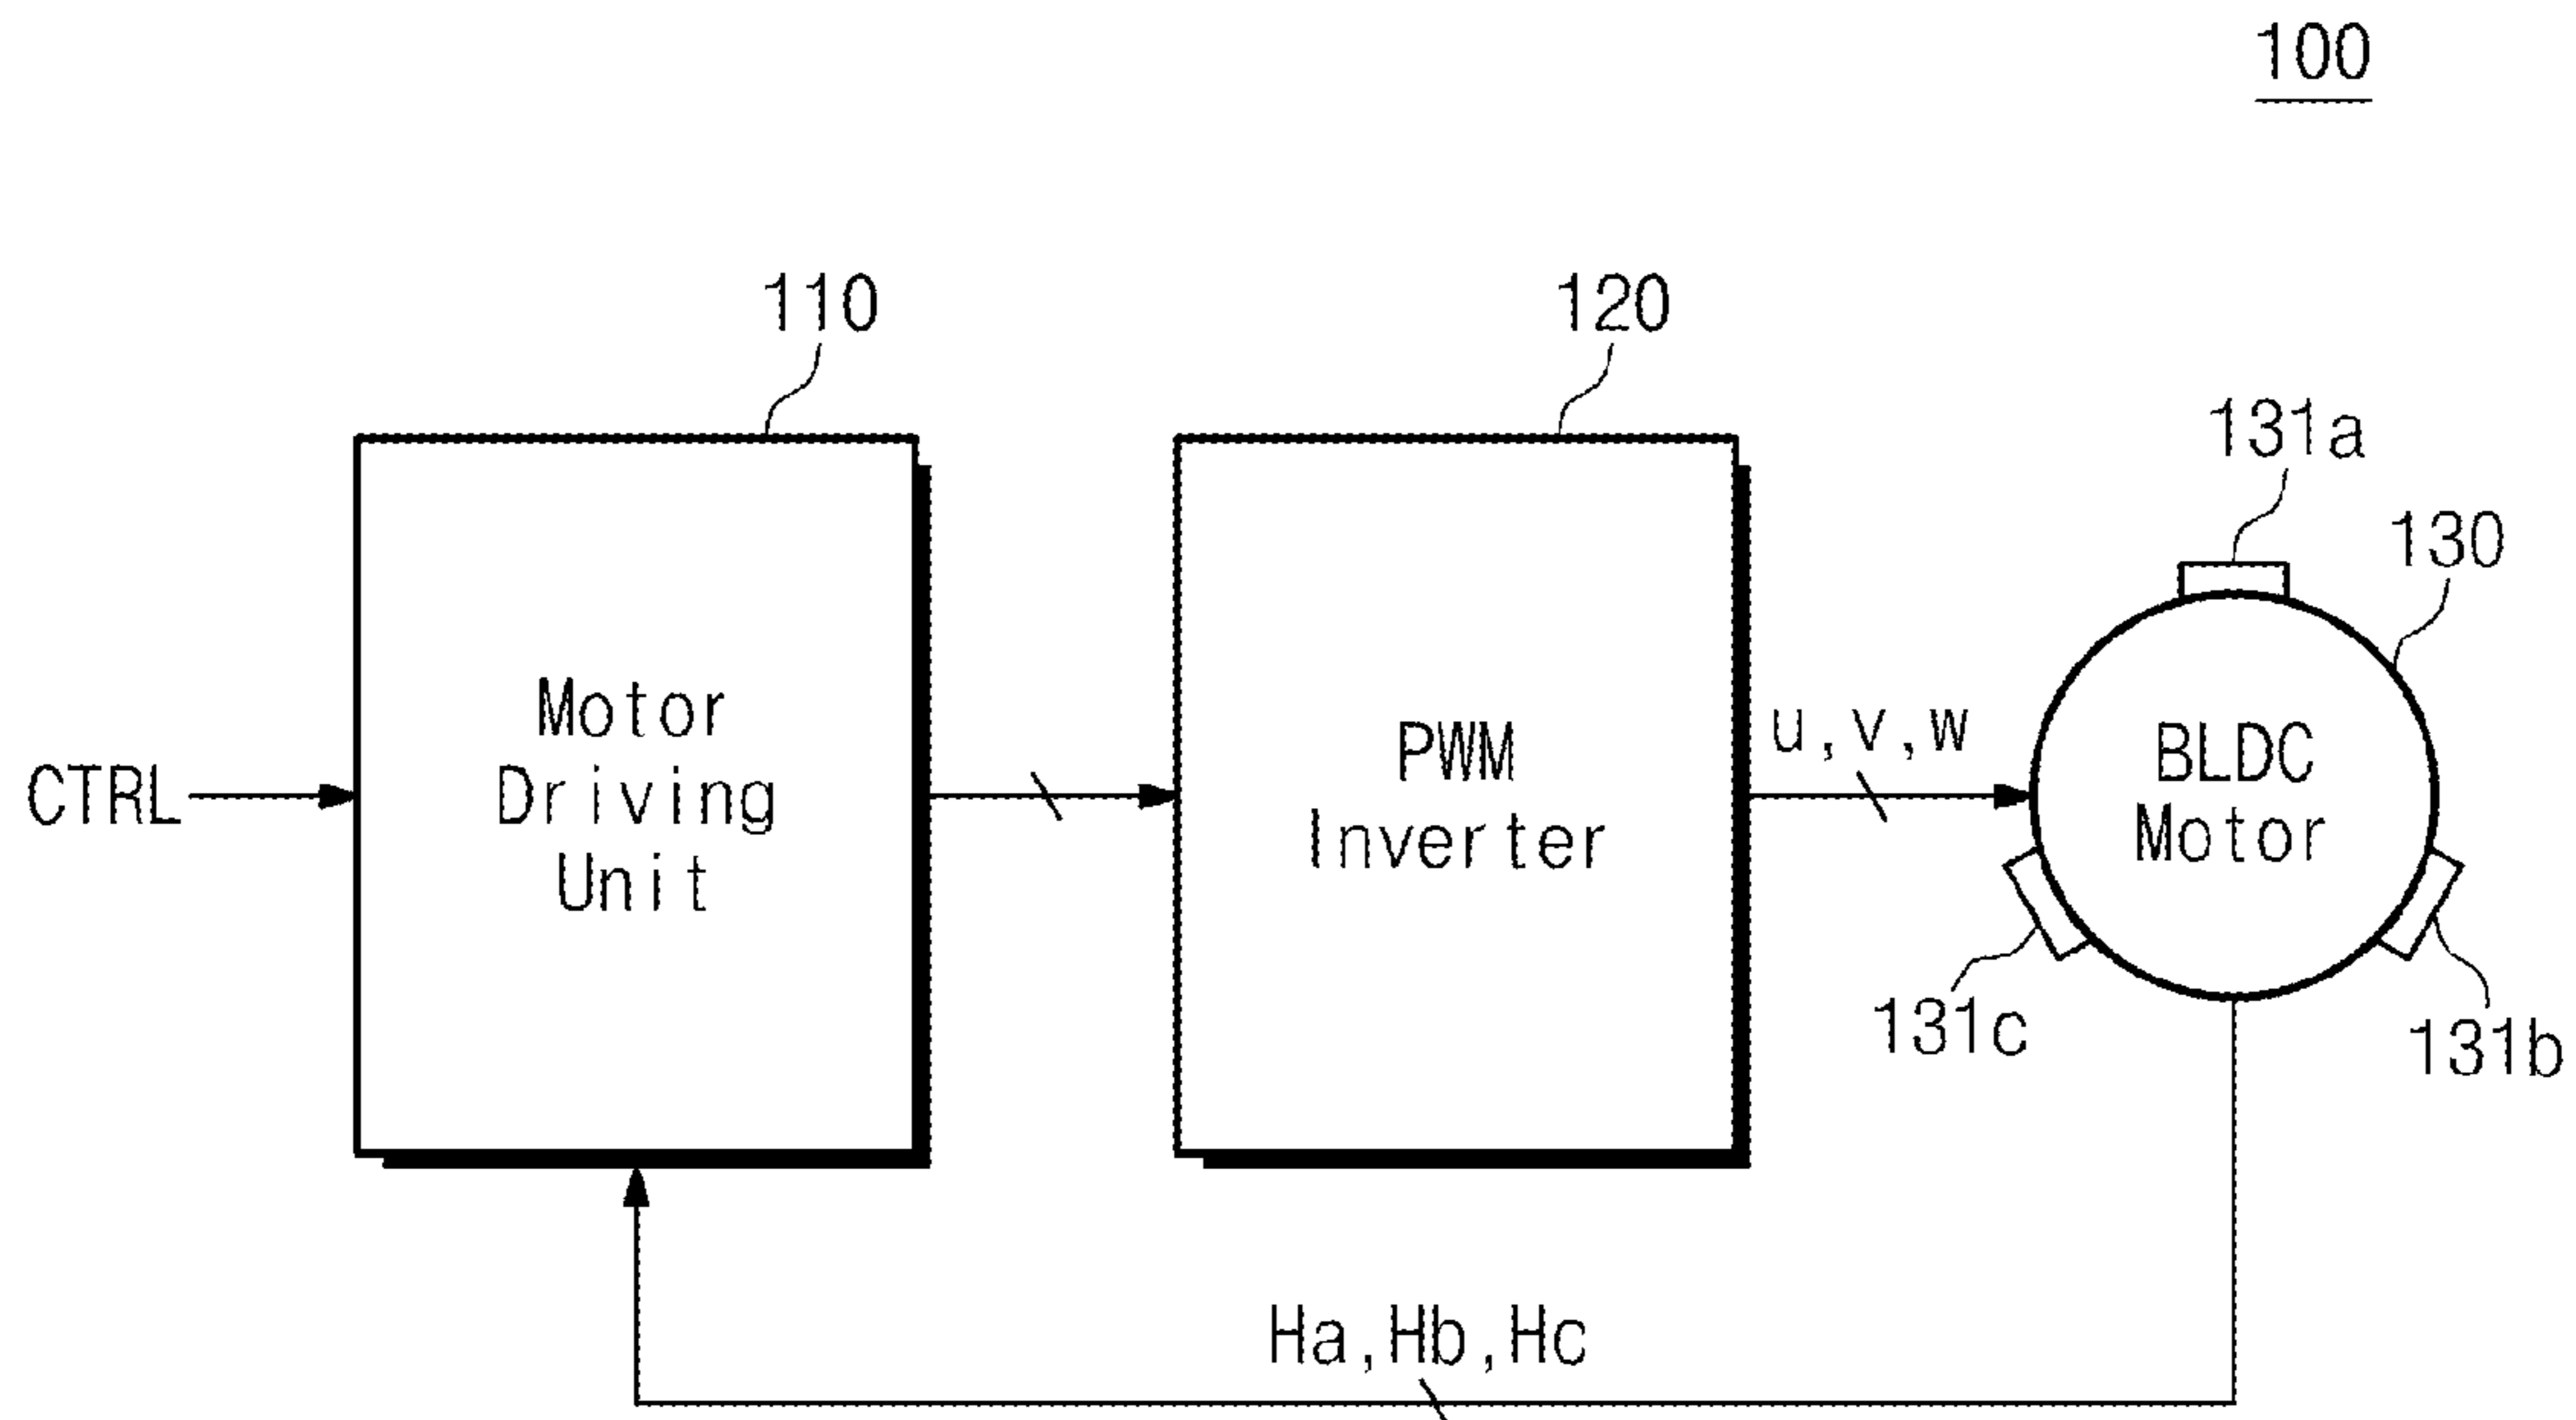 100
110
120
131a
130
Motor
Driving
Unit
CTRL
PWM
Inverter
u,v,w
BLDC
Motor
131c
131b
Ha,Hb,Hc